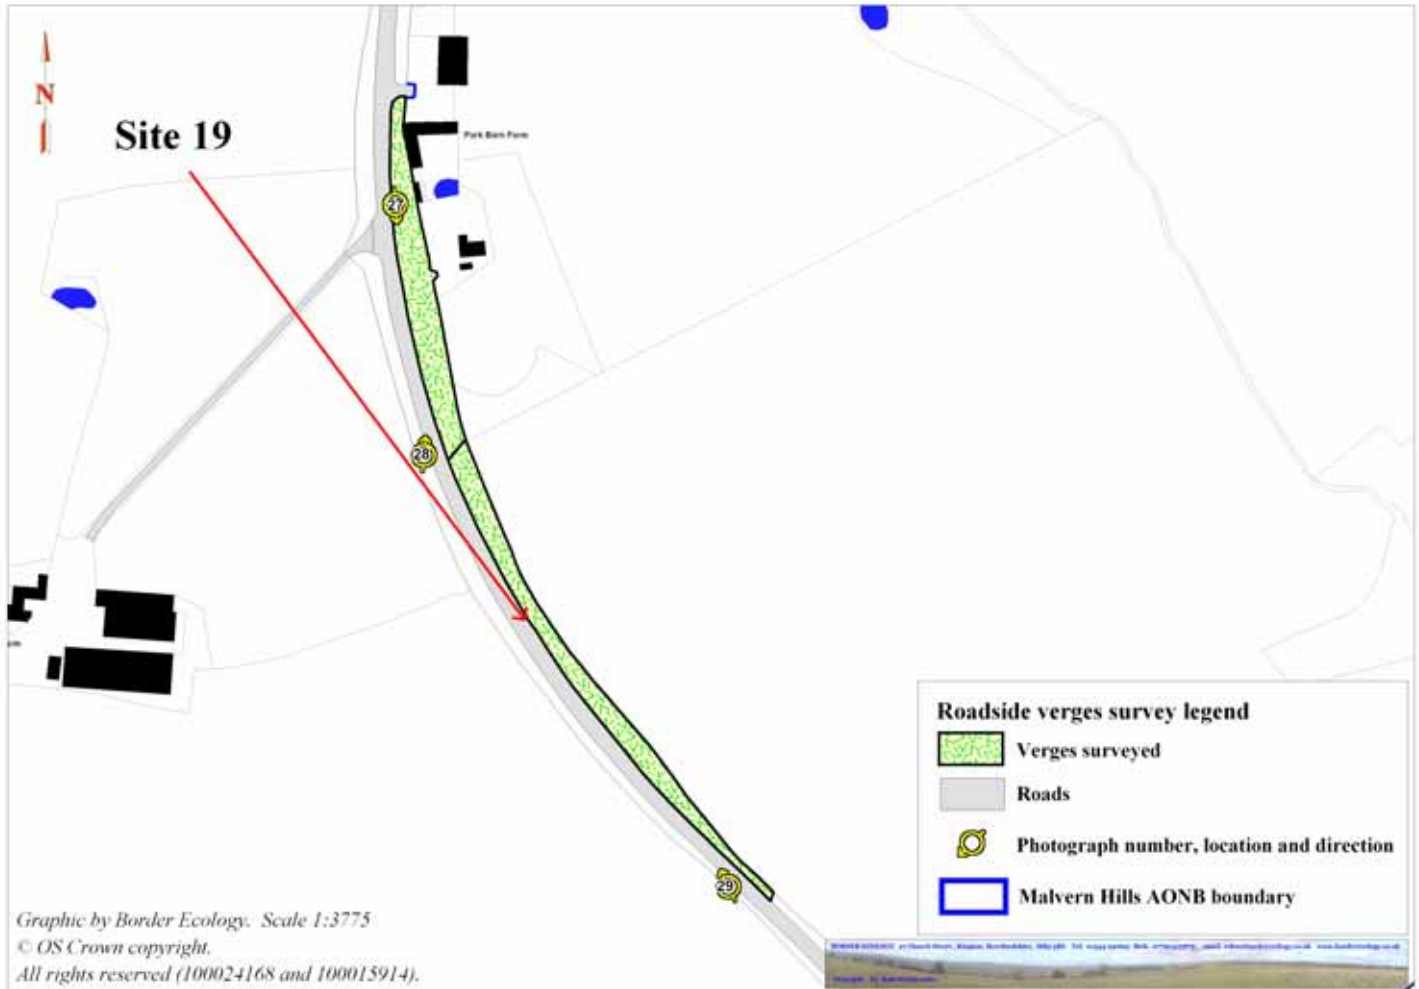 N
Site 19
Park Barn Farm
27
28
29
Roadside verges survey legend
Verges surveyed
Roads
Photograph number, location and direction
Malvern Hills AONB boundary
Graphic by Border Ecology. Scale 1:3775
© OS Crown copyright.
All rights reserved (100024168 and 100015914).
BORDER ECOLOGY